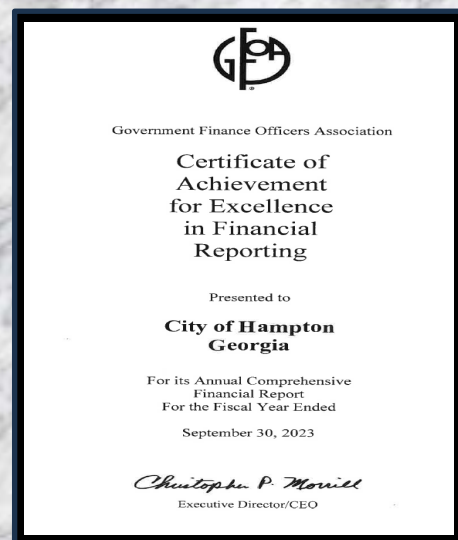 GFOA
Government Finance Officers Association
Certificate of
Achievement
for Excellence
in Financial
Reporting
Presented to
City of Hampton
Georgia
For its Annual Comprehensive
Financial Report
For the Fiscal Year Ended
September 30, 2023
Christopher P. Morrill
Executive Director/CEO